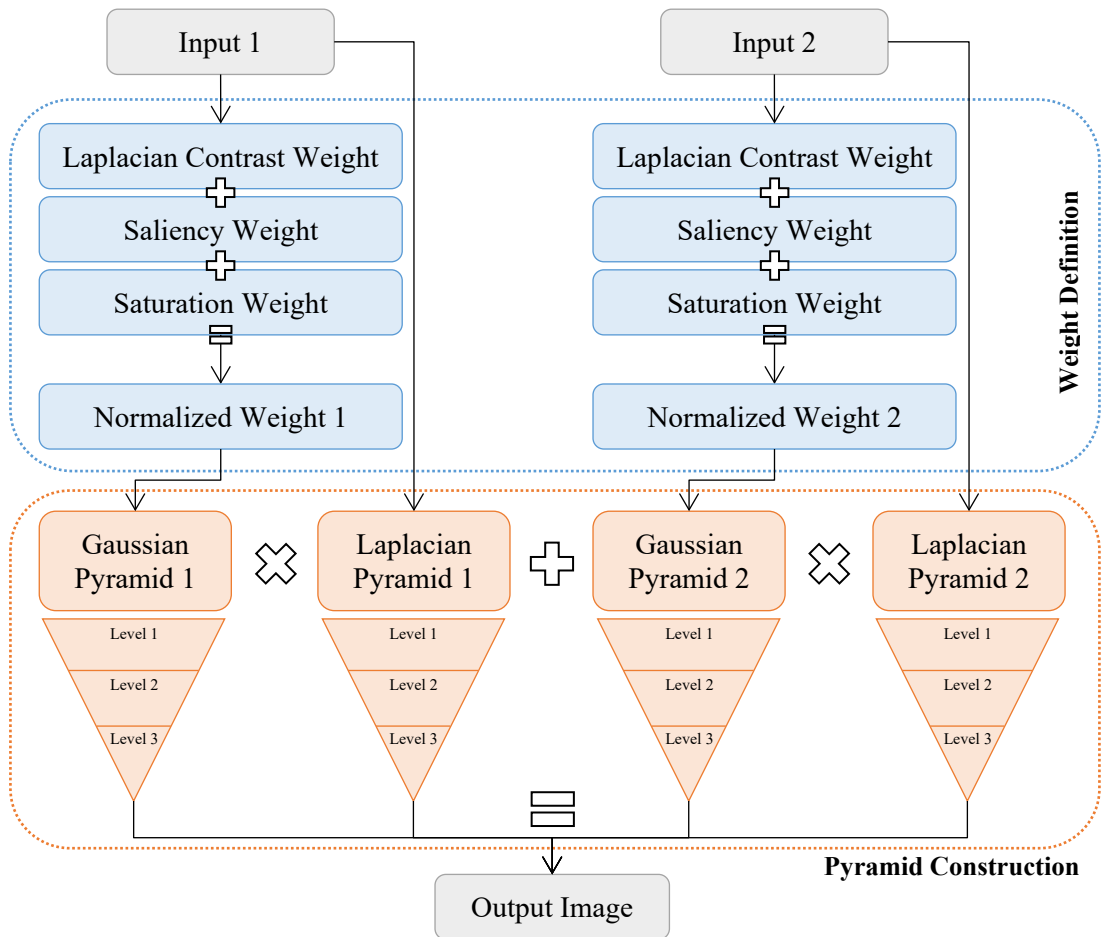 Input 1
Input 2
Laplacian Contrast Weight
Saliency Weight
Saturation Weight
Normalized Weight 1
Laplacian Contrast Weight
Saliency Weight
Saturation Weight
Normalized Weight 2
Weight Definition
Gaussian
Pyramid 1
Laplacian
Pyramid 1
Gaussian
Pyramid 2
Laplacian
Pyramid 2
Level 1
Level 2
Level 3
Level 1
Level 2
Level 3
Level 1
Level 2
Level 3
Level 1
Level 2
Level 3
Pyramid Construction
Output Image